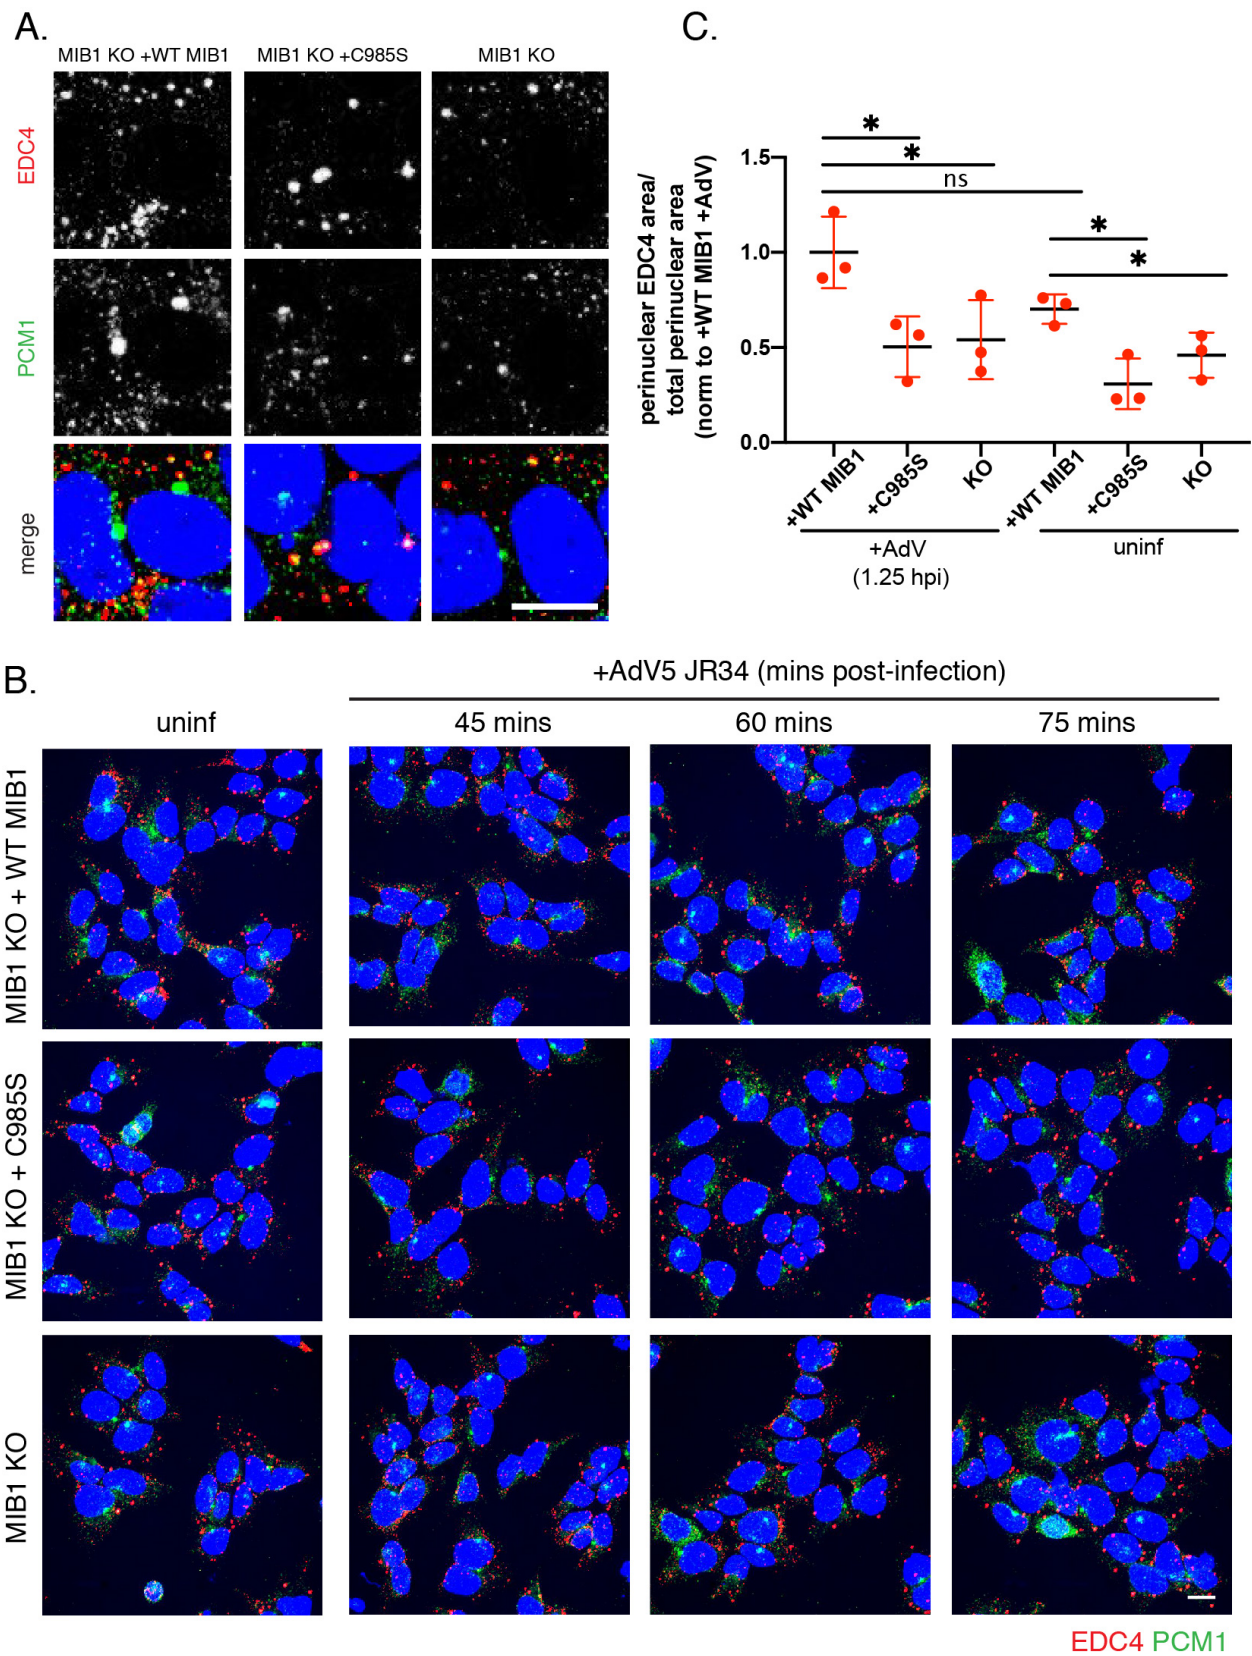 A.
MIB1 KO +WT MIB1
MIB1 KO +C985S
MIB1 KO
EDC4
PCM1
merge
C.
perinuclear EDC4 area/
total perinuclear area
(norm to +WT MIB1 +AdV)
1.5
1.0
0.5
0.0
*
*
ns
*
*
+WT MIB1
+C985S
KO
+WT MIB1
+C985S
KO
+AdV
(1.25 hpi)
uninf
B.
+AdV5 JR34 (mins post-infection)
uninf
45 mins
60 mins
75 mins
MIB1 KO + WT MIB1
MIB1 KO + C985S
MIB1 KO
EDC4 PCM1